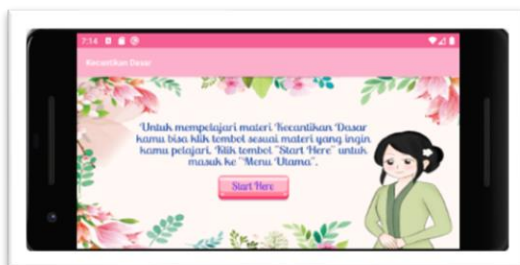 7:14
Kecantikan Dasar
Untuk mempelajari materi Kecantikan Dasar
kamu bisa klik tombol sesuai materi yang ingin
kamu pelajari. Klik tombol "Start Here" untuk
masuk ke "Menu Utama".
Start Here